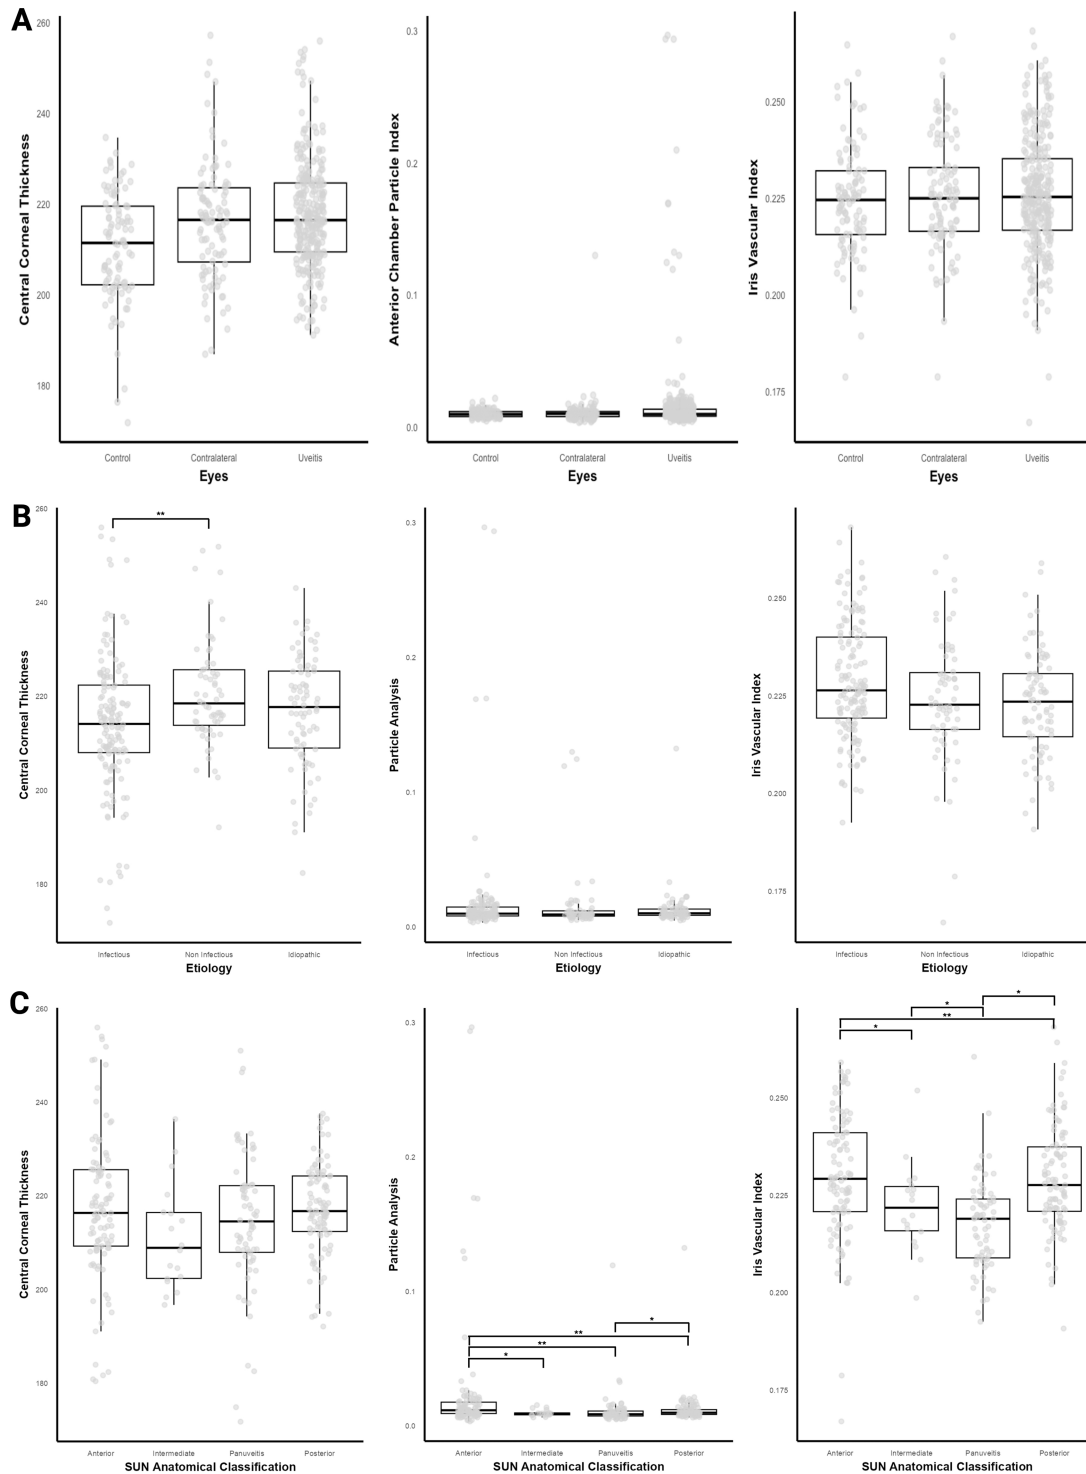 A
Central Corneal Thickness
260
240
220
200
180
Control Contralateral Uveitis
Eyes
Anterior Chamber Particle Index
0.3
0.2
0.1
0.0
Control Contralateral Uveitis
Eyes
Iris Vascular Index
0.250
0.225
0.200
0.175
Control Contralateral Uveitis
Eyes
B
Central Corneal Thickness
260
240
220
200
180
**
Infectious Non Infectious Idiopathic
Etiology
Particle Analysis
0.3
0.2
0.1
0.0
Infectious Non Infectious Idiopathic
Etiology
Iris Vascular Index
0.250
0.225
0.200
0.175
Infectious Non Infectious Idiopathic
Etiology
C
Central Corneal Thickness
260
240
220
200
180
Anterior Intermediate Panuveitis Posterior
SUN Anatomical Classification
Particle Analysis
0.3
0.2
0.1
0.0
*
**
**
*
Anterior Intermediate Panuveitis Posterior
SUN Anatomical Classification
Iris Vascular Index
0.250
0.225
0.200
0.175
*
*
**
*
Anterior Intermediate Panuveitis Posterior
SUN Anatomical Classification